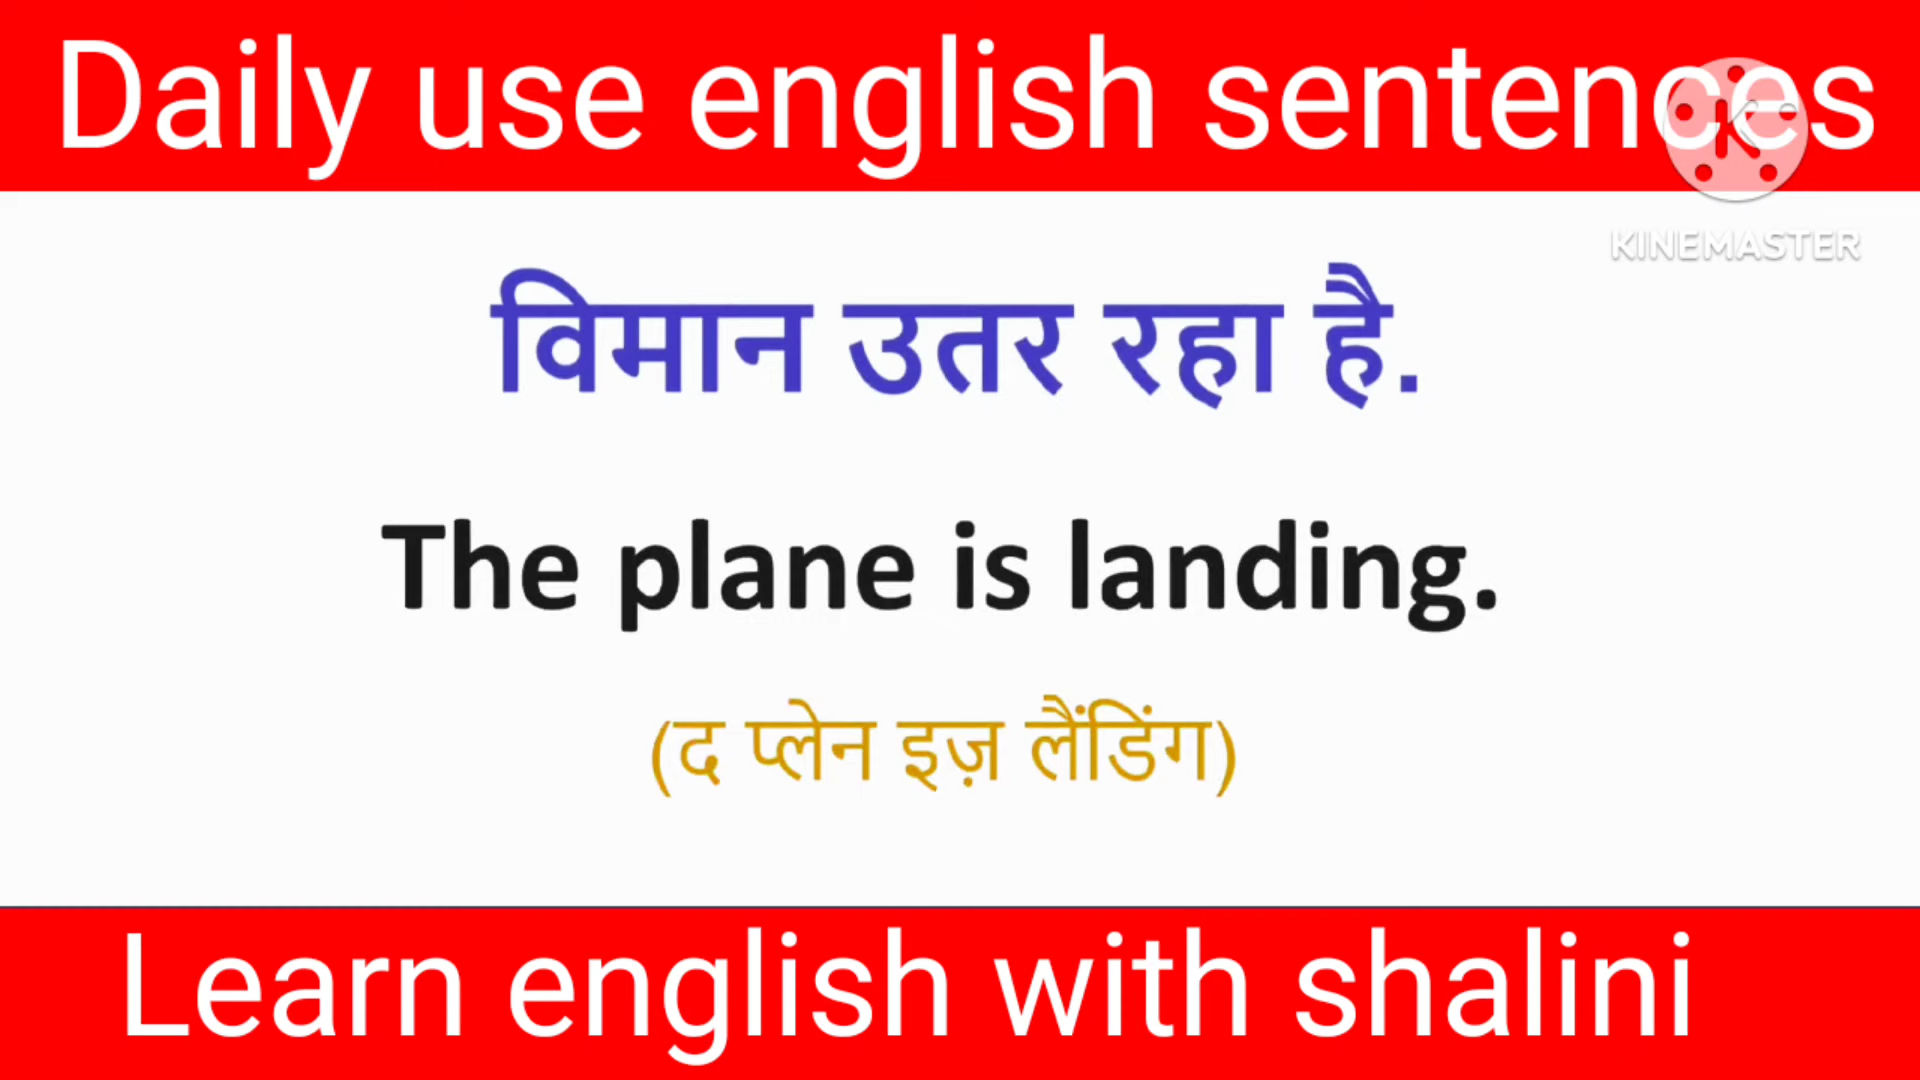 Daily use english sentences
KINEMASTER
विमान उतर रहा है.
The plane is landing.
(द प्लेन इज़ लैंडिंग)
Learn english with shalini